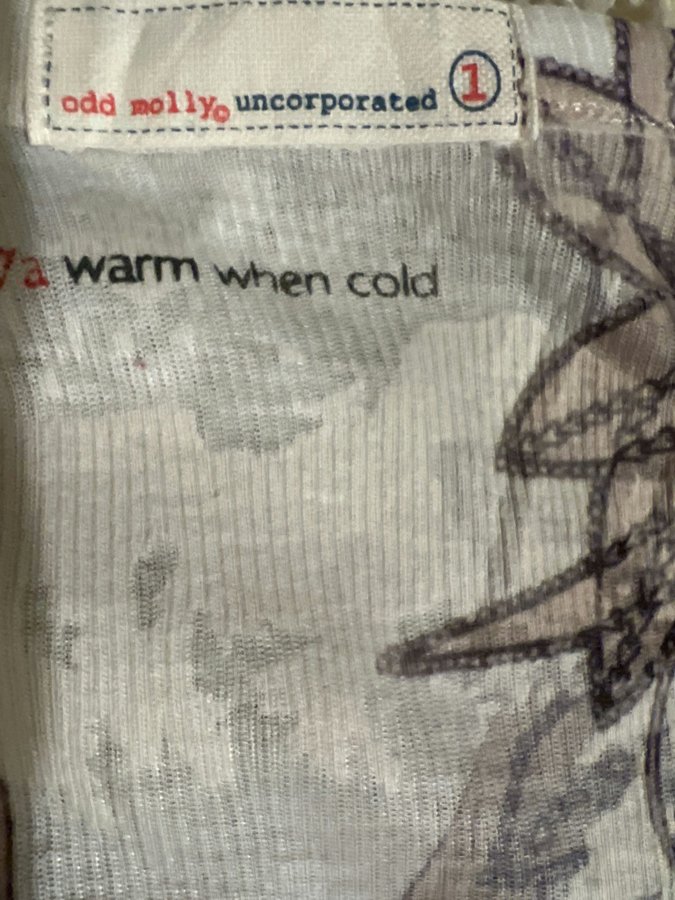 odd molly© uncorporated 1
a warm when cold